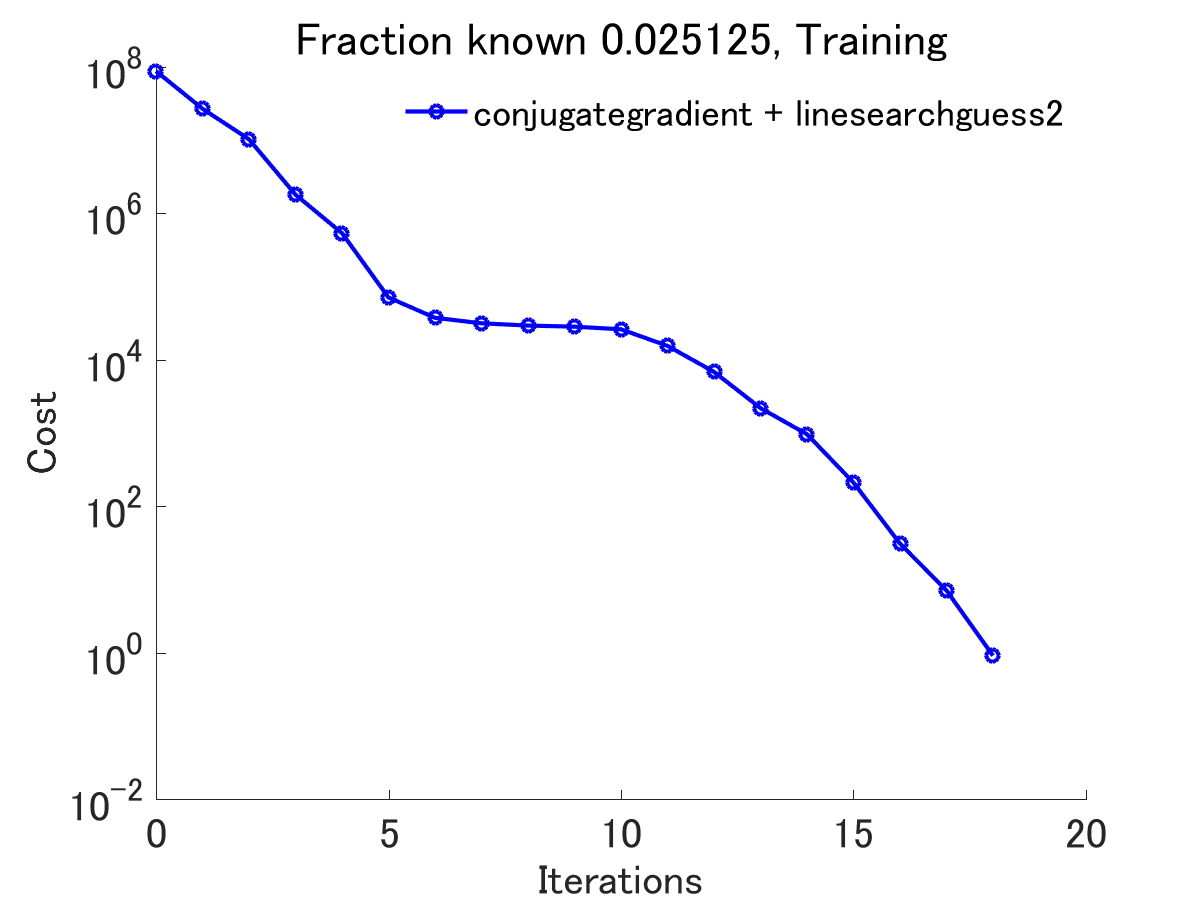 Fraction known 0.025125, Training
conjugategradient + linesearchguess2
10^8
10^6
10^4
10^2
10^0
10^−2
Cost
0 5 10 15 20
Iterations